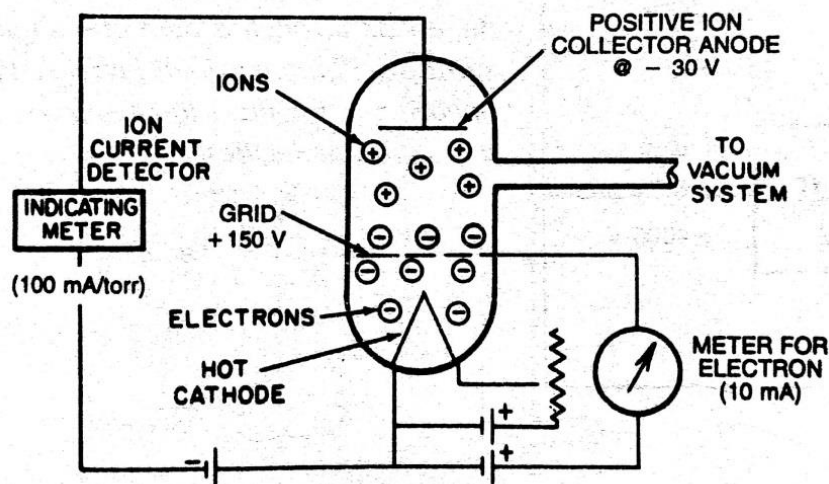 POSITIVE ION
COLLECTOR ANODE
@ – 30 V
IONS
ION
CURRENT
DETECTOR
INDICATING
METER
(100 mA/torr)
TO
VACUUM
SYSTEM
GRID
+150 V
ELECTRONS
HOT
CATHODE
METER FOR
ELECTRON
(10 mA)
+ + + + +
− − −
− − −
− −
+
− +